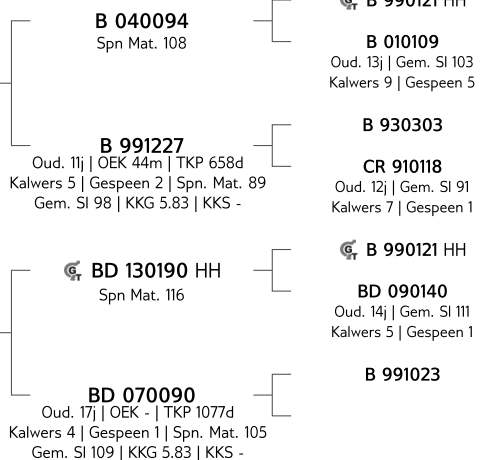 B 990121 HH
B 040094
Spn Mat. 108
B 010109
Oud. 13j | Gem. SI 103
Kalwers 9 | Gespeen 5
B 991227
Oud. 11j | OEK 44m | TKP 658d
Kalwers 5 | Gespeen 2 | Spn. Mat. 89
Gem. SI 98 | KKG 5.83 | KKS -
B 930303
CR 910118
Oud. 12j | Gem. SI 91
Kalwers 7 | Gespeen 1
GT BD 130190 HH
Spn Mat. 116
GT B 990121 HH
BD 090140
Oud. 14j | Gem. SI 111
Kalwers 5 | Gespeen 1
BD 070090
Oud. 17j | OEK - | TKP 1077d
Kalwers 4 | Gespeen 1 | Spn. Mat. 105
Gem. SI 109 | KKG 5.83 | KKS -
B 991023